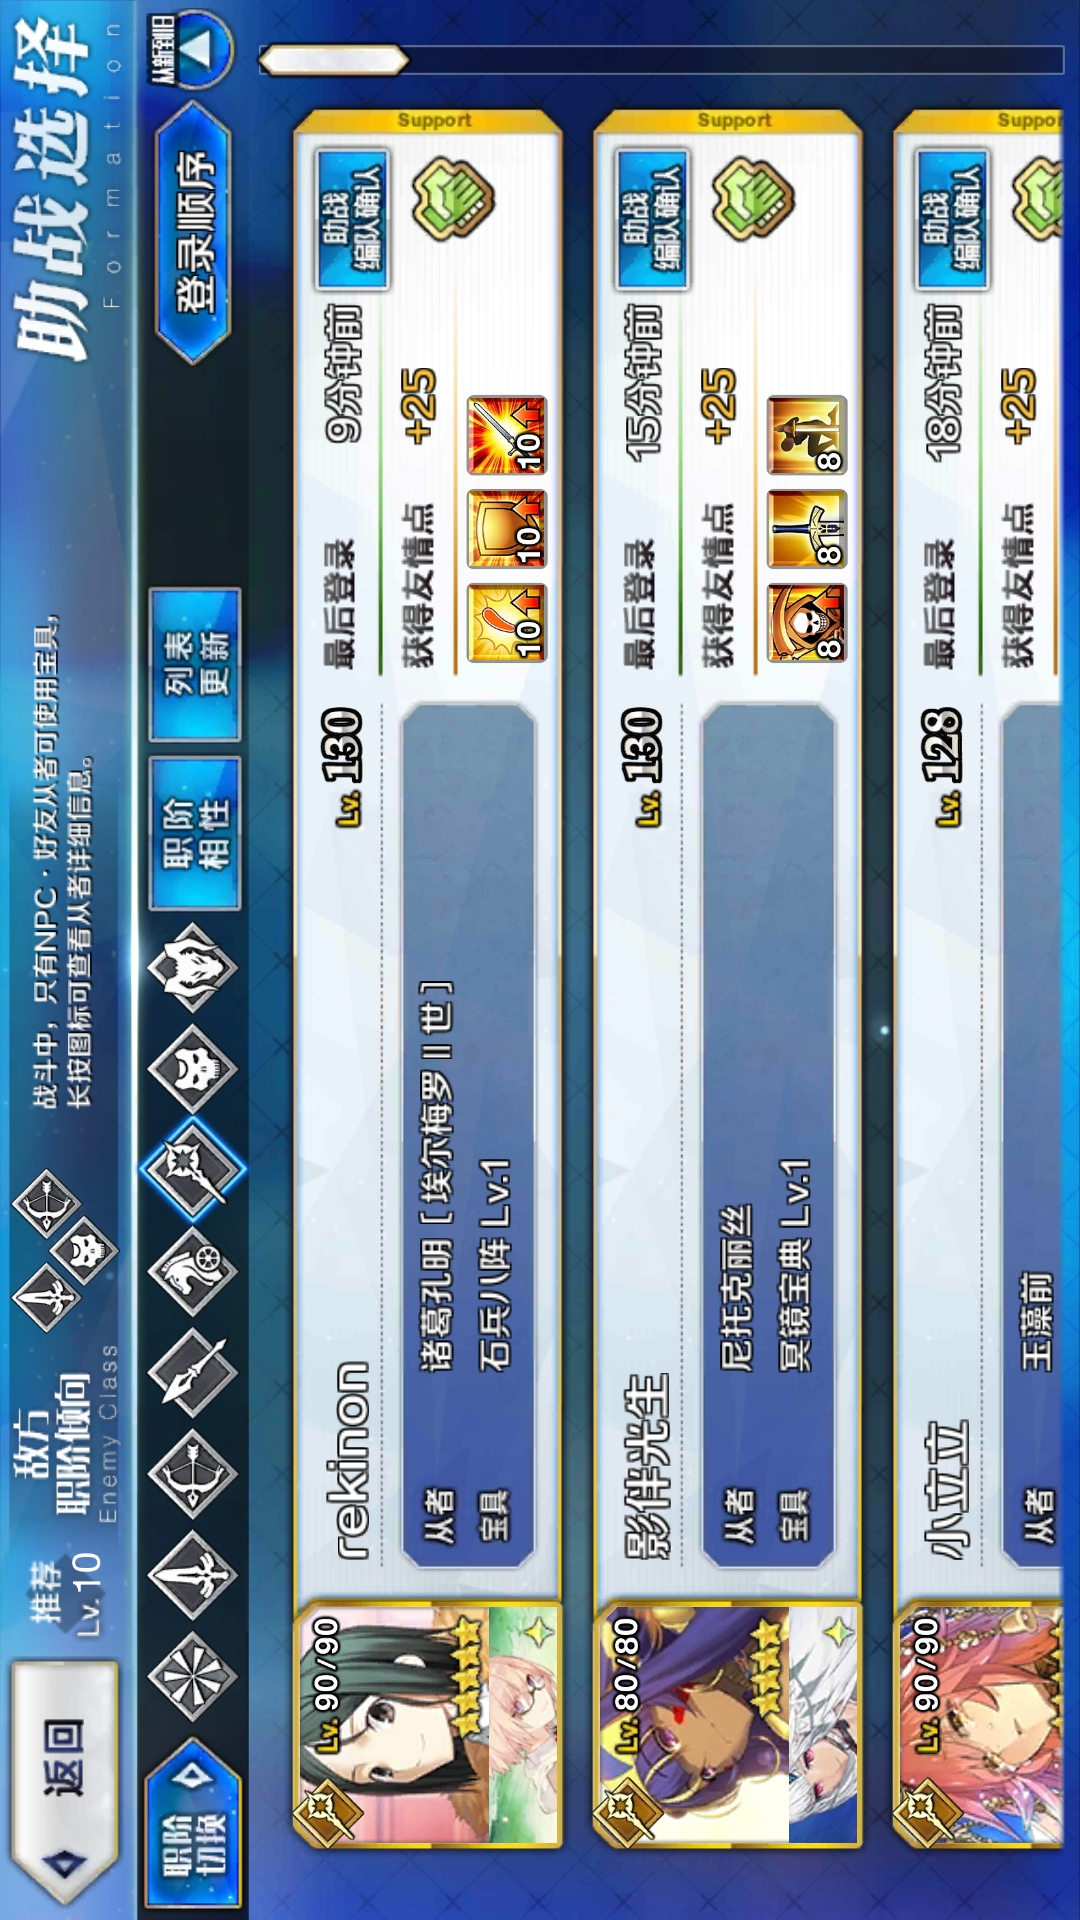 返回
推荐
Lv.10
敌方
职阶倾向
Enemy Class
战斗中，只有NPC·好友从者可使用宝具，
长按图标可查看从者详细信息。
助战选择
Formation
职阶
切换
职阶
相性
列表
更新
登录顺序
从新到旧
Support
Lv.90/90
rekinon
Lv.130
最后登录 9分钟前
助战
编队确认
从者 诸葛孔明［埃尔梅罗Ⅱ世］
宝具 石兵八阵 Lv.1
获得友情点 +25
10 10 10
Support
Lv.80/80
影伴光生
Lv.130
最后登录 15分钟前
助战
编队确认
从者 尼托克丽丝
宝具 冥镜宝典 Lv.1
获得友情点 +25
8 8 8
Support
Lv.90/90
小立立
Lv.128
最后登录 18分钟前
助战
编队确认
从者 玉藻前
获得友情点 +25